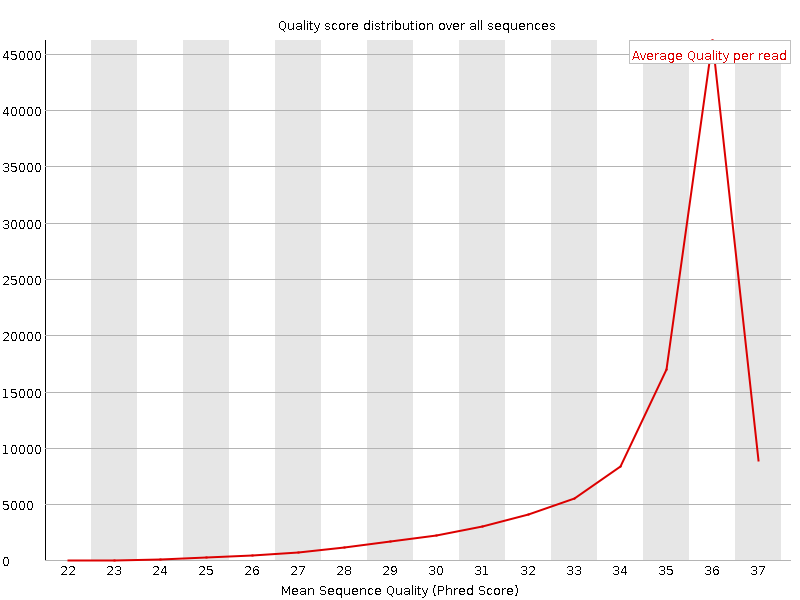 Quality score distribution over all sequences
Average Quality per read
45000
40000
35000
30000
25000
20000
15000
10000
5000
0
22 23 24 25 26 27 28 29 30 31 32 33 34 35 36 37
Mean Sequence Quality (Phred Score)